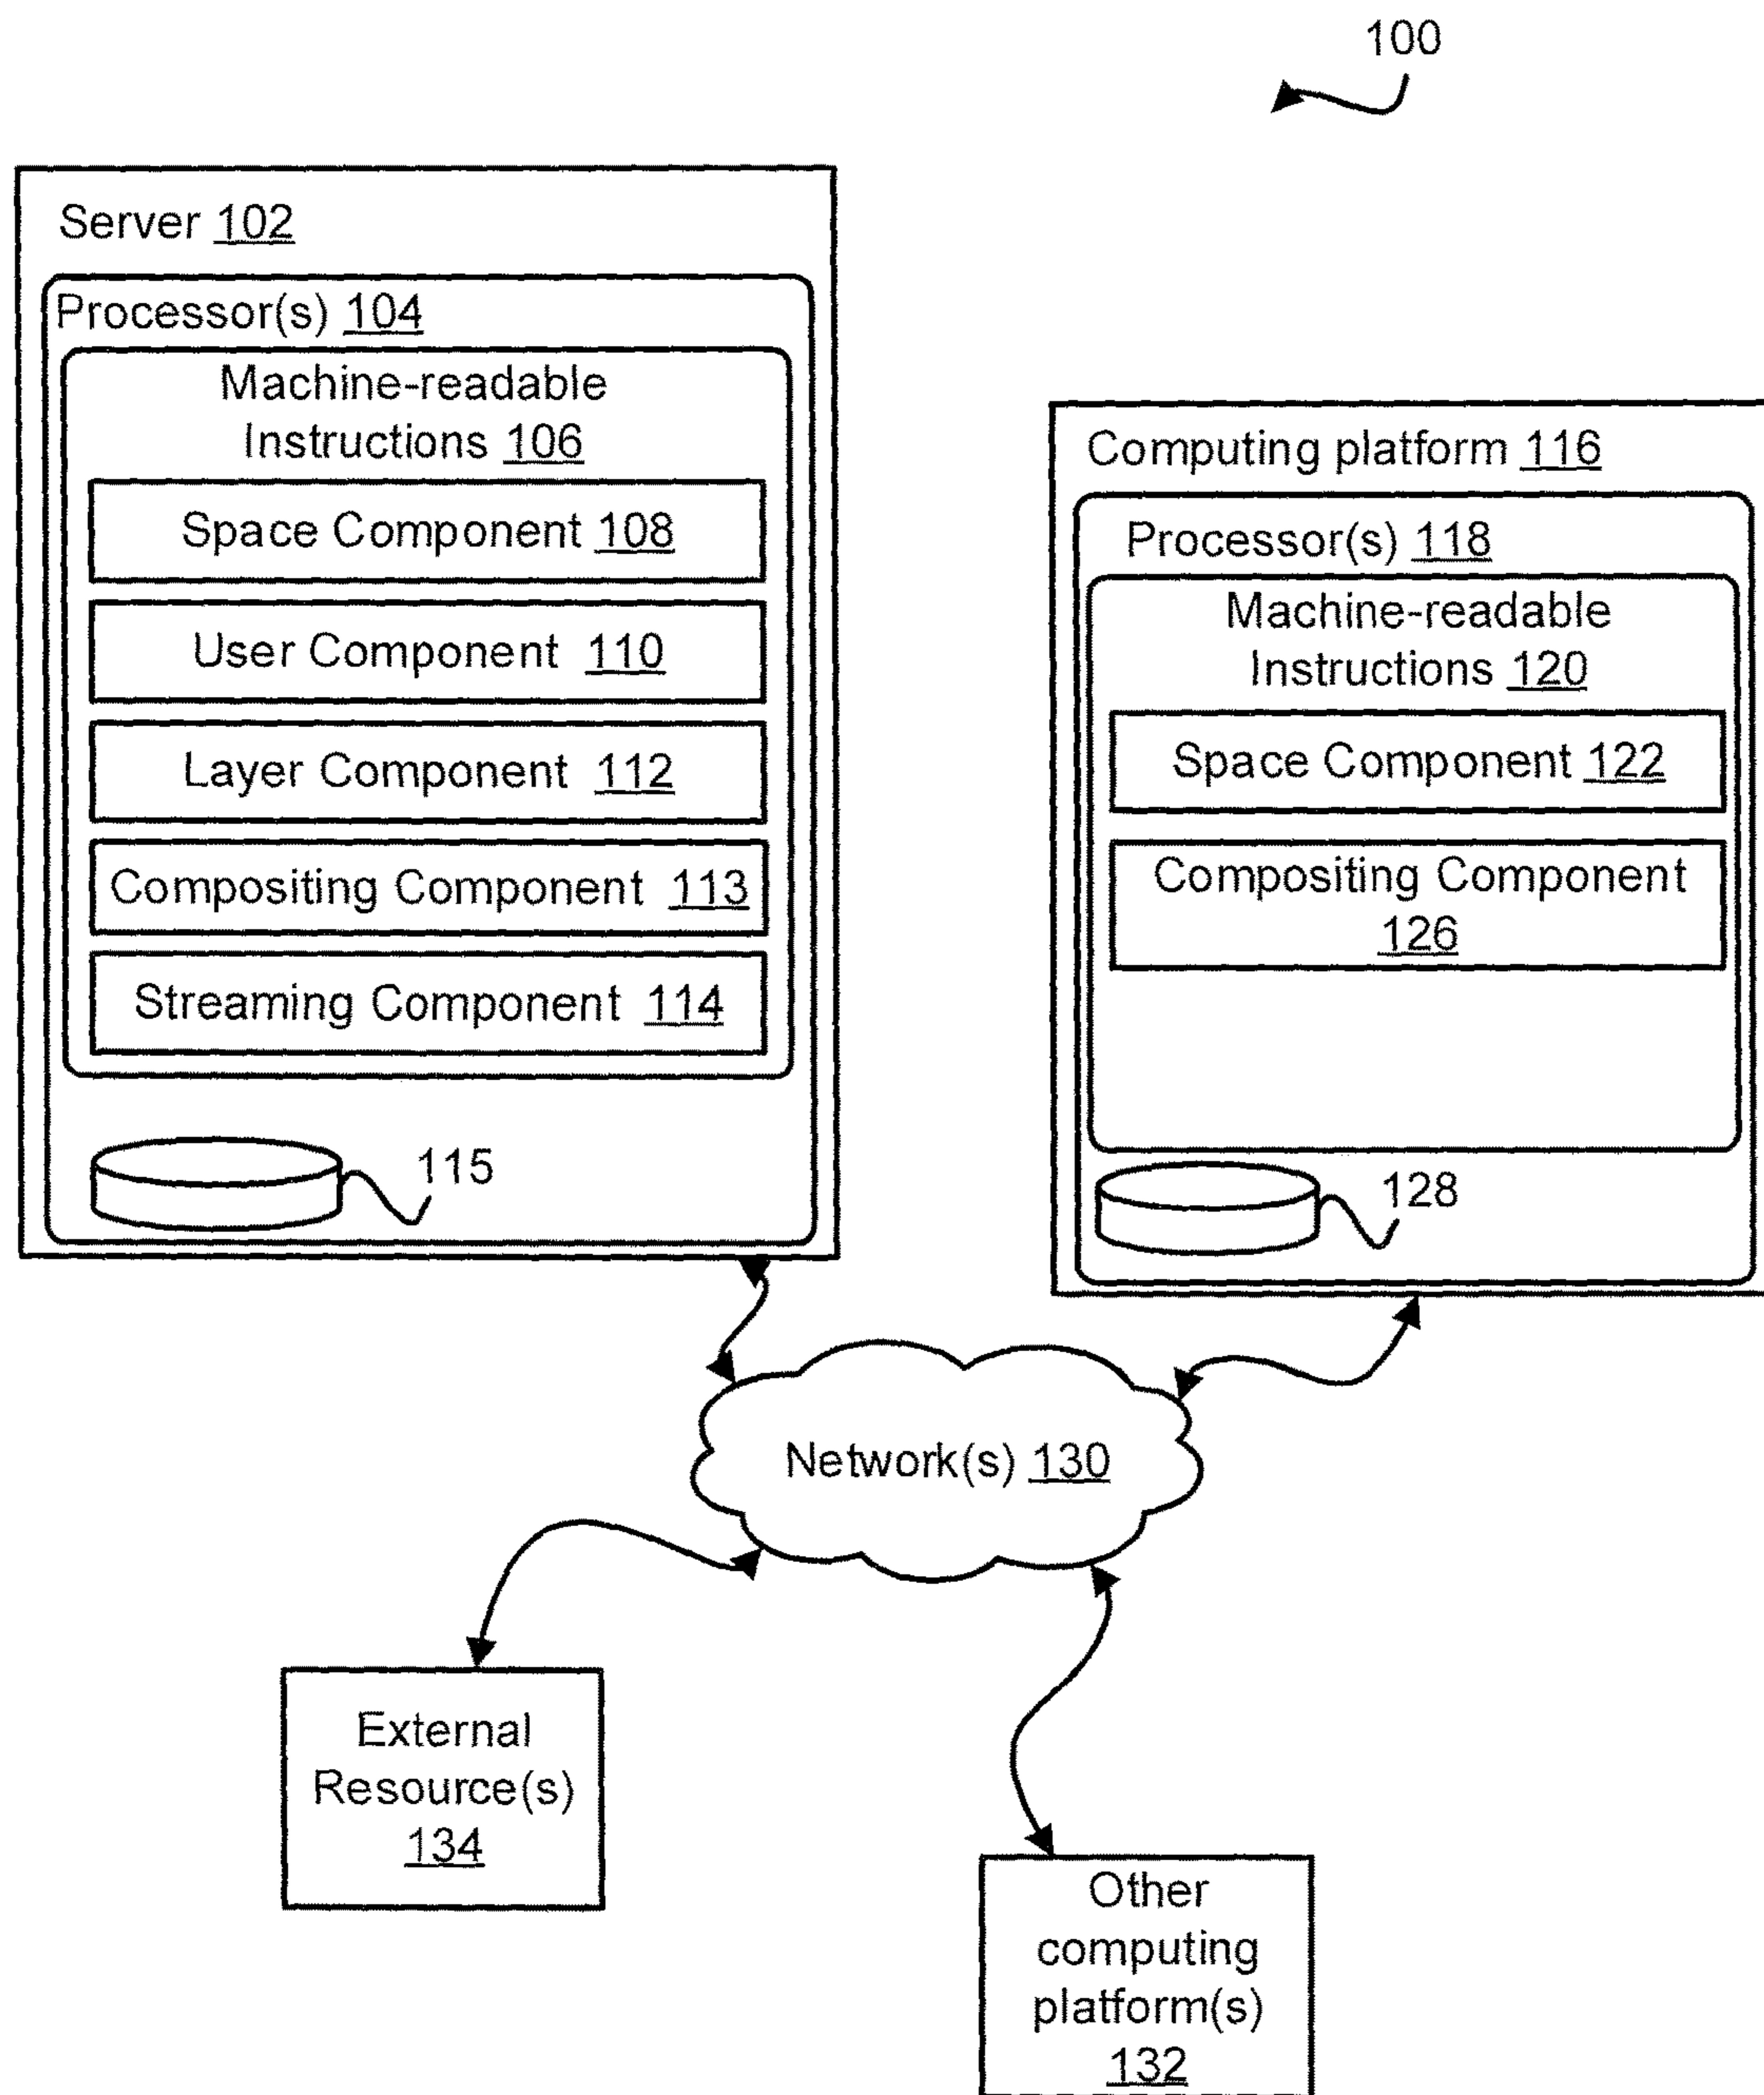 100
Server 102
Processor(s) 104
Machine-readable
Instructions 106
Space Component 108
User Component 110
Layer Component 112
Compositing Component 113
Streaming Component 114
115
Computing platform 116
Processor(s) 118
Machine-readable
Instructions 120
Space Component 122
Compositing Component
126
128
Network(s) 130
External
Resource(s)
134
Other
computing
platform(s)
132